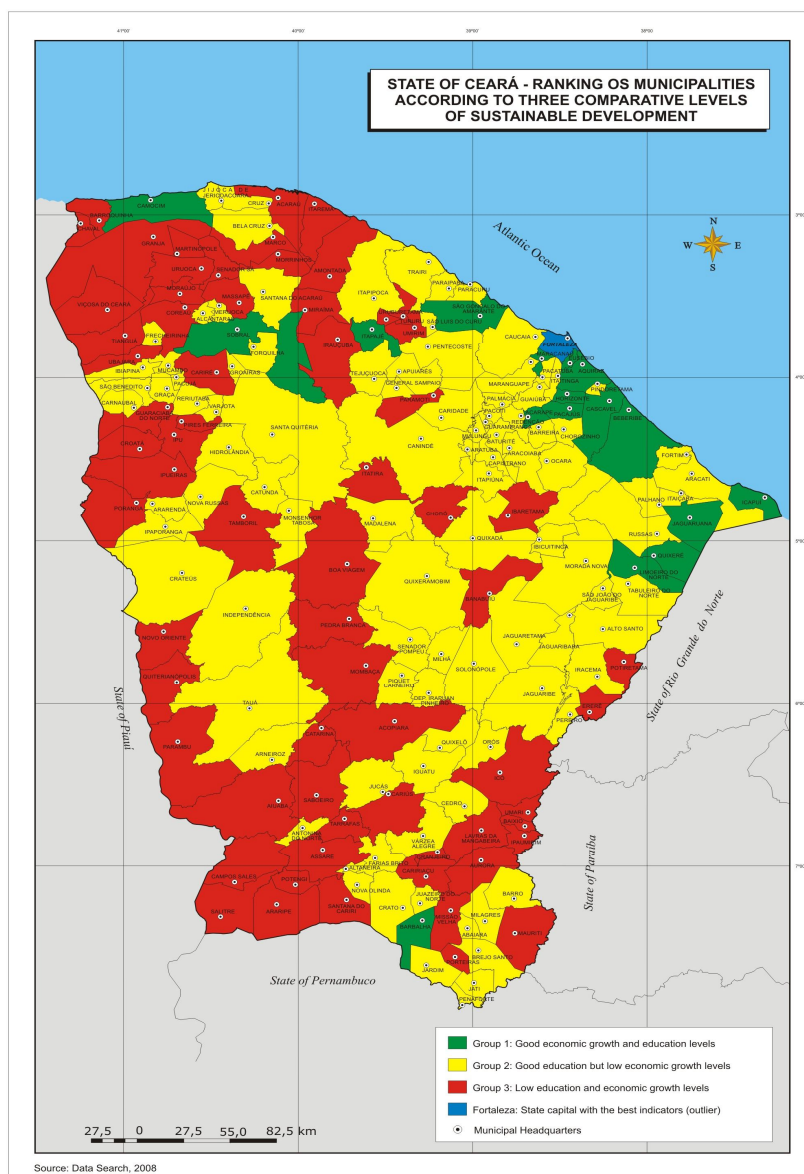 41°00'
40°00'
39°00'
38°00'
STATE OF CEARÁ - RANKING OS MUNICIPALITIES
ACCORDING TO THREE COMPARATIVE LEVELS
OF SUSTAINABLE DEVELOPMENT
N
W
E
S
Atlantic Ocean
CAMOCIM
CRUZ
ACARAÚ
ITAREMA
BELA CRUZ
MARCO
GRANJA
MARTINÓPOLE
MORRINHOS
URUOCA
SENADOR SÁ
AMONTADA
TRAIRI
PARAIPABA
PARACURU
MORAÚJO
VIÇOSA DO CEARÁ
MASSAPÊ
SANTANA DO ACARAÚ
ITAPIPOCA
SÃO GONÇALO DO
AMARANTE
MIRAÍMA
ALCÂNTARAS
SOBRAL
ITAPAJÉ
SÃO LUÍS DO CURU
TIANGUÁ
FRECHEIRINHA
IRAUÇUBA
CAUCAIA
FORTALEZA
MARACANAÚ
UBAJARA
FORQUILHA
PENTECOSTE
IBIAPINA
MUCAMBO
CARIRÉ
GROAÍRAS
TEJUÇUOCA
APUIARÉS
GENERAL SAMPAIO
MARANGUAPE
PACATUBA
ITAITINGA
SÃO BENEDITO
GRAÇA
PACUJÁ
PARAMOTI
GUAIÚBA
HORIZONTE
PINDORETAMA
CARNAUBAL
RERIUTABA
VARJOTA
PALMÁCIA
PACAJUS
CASCAVEL
BEBERIBE
GUARACIABA
DO NORTE
PIRES FERREIRA
CARIDADE
PACOTI
REDENÇÃO
BARREIRA
CHOROZINHO
CROATÁ
IPU
SANTA QUITÉRIA
CANINDÉ
MULUNGU
BATURITÉ
ARATUBA
ARACOIABA
HIDROLÂNDIA
CAPISTRANO
OCARA
FORTIM
IPUEIRAS
ITATIRA
ITAPIÚNA
ARACATI
CATUNDA
PALHANO
ITAIÇABA
ICAPUÍ
PORANGA
NOVA RUSSAS
ARARENDÁ
TAMBORIL
MONSENHOR
TABOSA
MADALENA
IBARETAMA
JAGUARUANA
IPAPORANGA
QUIXADÁ
IBICUITINGA
RUSSAS
BOA VIAGEM
QUIXERÉ
CRATEÚS
QUIXERAMOBIM
MORADA NOVA
LIMOEIRO DO
NORTE
BANABUIÚ
SÃO JOÃO DO
JAGUARIBE
TABULEIRO DO
NORTE
INDEPENDÊNCIA
PEDRA BRANCA
NOVO ORIENTE
ALTO SANTO
SENADOR
POMPEU
JAGUARETAMA
JAGUARIBARA
MILHÃ
MOMBAÇA
SOLONÓPOLE
POTIRETAMA
QUITERIANÓPOLIS
PIQUET
CARNEIRO
IRACEMA
DEP. IRAPUAN
PINHEIRO
JAGUARIBE
ERERÊ
TAUÁ
PEREIRO
State of Rio Grande do Norte
State of Piauí
CATARINA
ACOPIARA
PARAMBU
QUIXELÔ
ORÓS
ARNEIROZ
IGUATU
ICÓ
JUCÁS
CARIÚS
AIUABA
SABOEIRO
CEDRO
UMARI
BAIXIO
TARRAFAS
ANTONINA
DO NORTE
LAVRAS DA
MANGABEIRA
IPAUMIRIM
VÁRZEA
ALEGRE
State of Paraíba
ASSARÉ
FARIAS BRITO
AURORA
ALTANEIRA
CARIRIAÇU
CAMPOS SALES
POTENGI
NOVA OLINDA
JUAZEIRO DO
NORTE
BARRO
SALITRE
ARARIPE
SANTANA DO
CARIRI
CRATO
MISSÃO
VELHA
MILAGRES
BARBALHA
ABAIARA
MAURITI
PORTEIRAS
BREJO SANTO
JARDIM
JATI
PENAFORTE
State of Pernambuco
Group 1: Good economic growth and education levels
Group 2: Good education but low economic growth levels
Group 3: Low education and economic growth levels
Fortaleza: State capital with the best indicators (outlier)
Municipal Headquarters
27,5 0 27,5 55,0 82,5 km
Source: Data Search, 2008